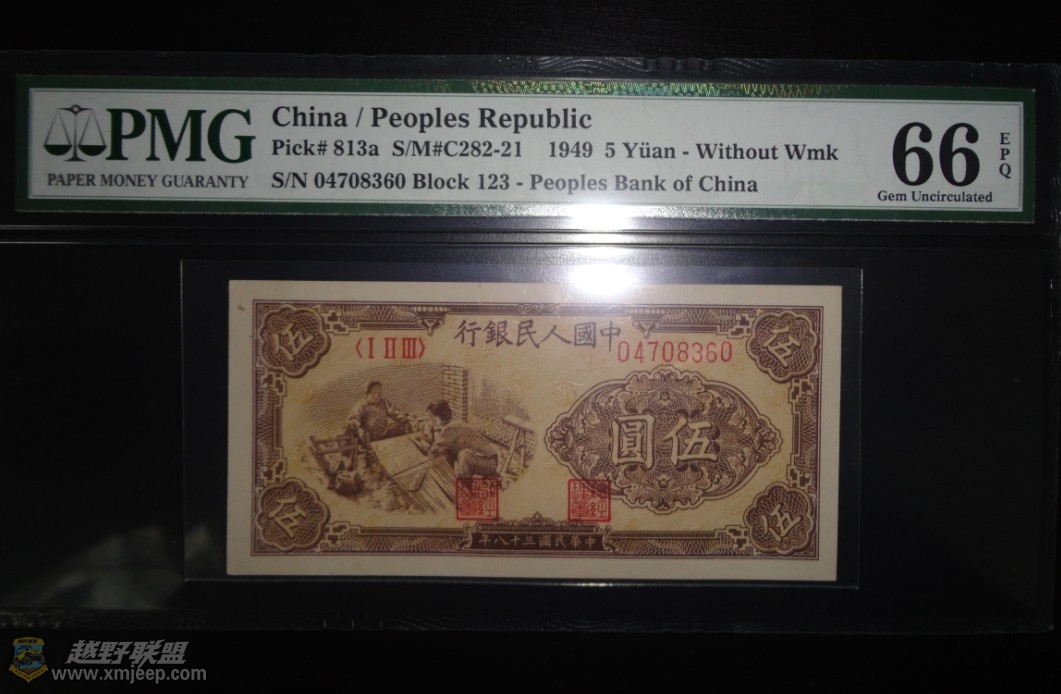 PMG
PAPER MONEY GUARANTY
China / Peoples Republic
Pick# 813a S/M#C282-21 1949 5 Yüan - Without Wmk
S/N 04708360 Block 123 - Peoples Bank of China
66
EPQ
Gem Uncirculated
行銀民人國中
〈I II III〉
04708360
伍
伍
圓伍
伍
伍
年八十三國民華中
越野联盟
www.xmjeep.com